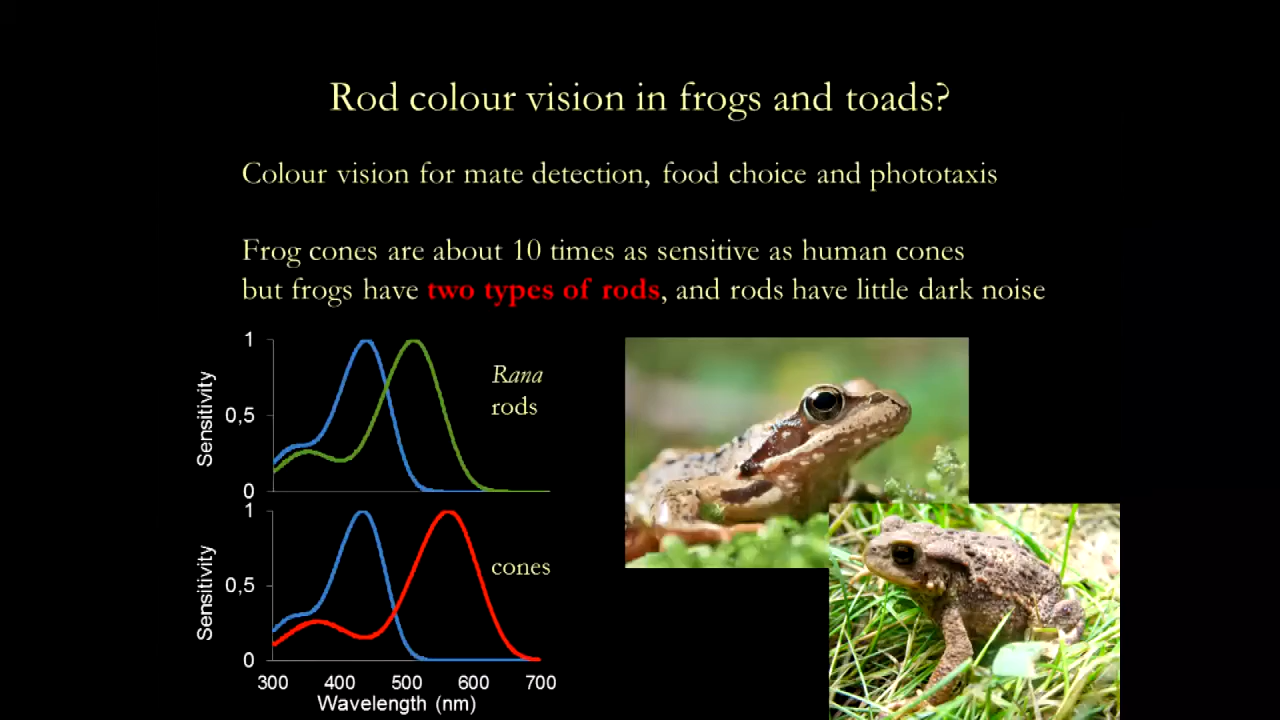 Rod colour vision in frogs and toads?
Colour vision for mate detection, food choice and phototaxis
Frog cones are about 10 times as sensitive as human cones
but frogs have two types of rods, and rods have little dark noise
1
0,5
0
Sensitivity
Rana
rods
1
0,5
0
Sensitivity
cones
300 400 500 600 700
Wavelength (nm)